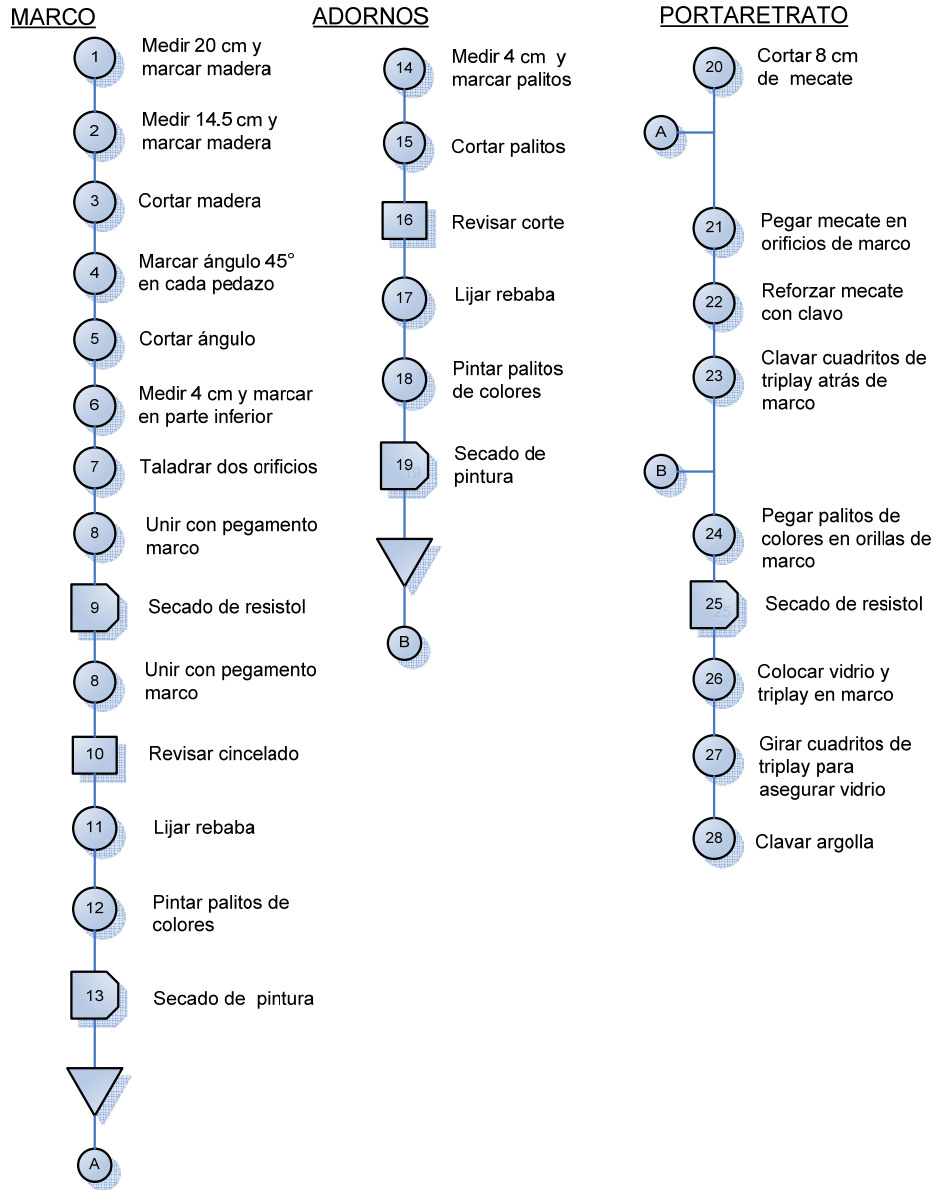 MARCO
1
Medir 20 cm y
marcar madera
2
Medir 14.5 cm y
marcar madera
3
Cortar madera
4
Marcar ángulo 45°
en cada pedazo
5
Cortar ángulo
6
Medir 4 cm y marcar
en parte inferior
7
Taladrar dos orificios
8
Unir con pegamento
marco
9
Secado de resistol
8
Unir con pegamento
marco
10
Revisar cincelado
11
Lijar rebaba
12
Pintar palitos de
colores
13
Secado de pintura
A
ADORNOS
14
Medir 4 cm y
marcar palitos
15
Cortar palitos
16
Revisar corte
17
Lijar rebaba
18
Pintar palitos
de colores
19
Secado de
pintura
B
PORTARETRATO
20
Cortar 8 cm
de mecate
A
21
Pegar mecate en
orificios de marco
22
Reforzar mecate
con clavo
23
Clavar cuadritos de
triplay atrás de
marco
B
24
Pegar palitos de
colores en orillas de
marco
25
Secado de resistol
26
Colocar vidrio y
triplay en marco
27
Girar cuadritos de
triplay para
asegurar vidrio
28
Clavar argolla